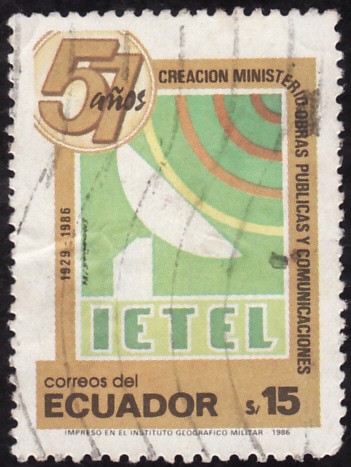 57 años
CREACION MINISTERIO OBRAS PUBLICAS Y COMUNICACIONES
1929 - 1986
IETEL
correos del
ECUADOR S/ 15
IMPRESO EN EL INSTITUTO GEOGRAFICO MILITAR 1986